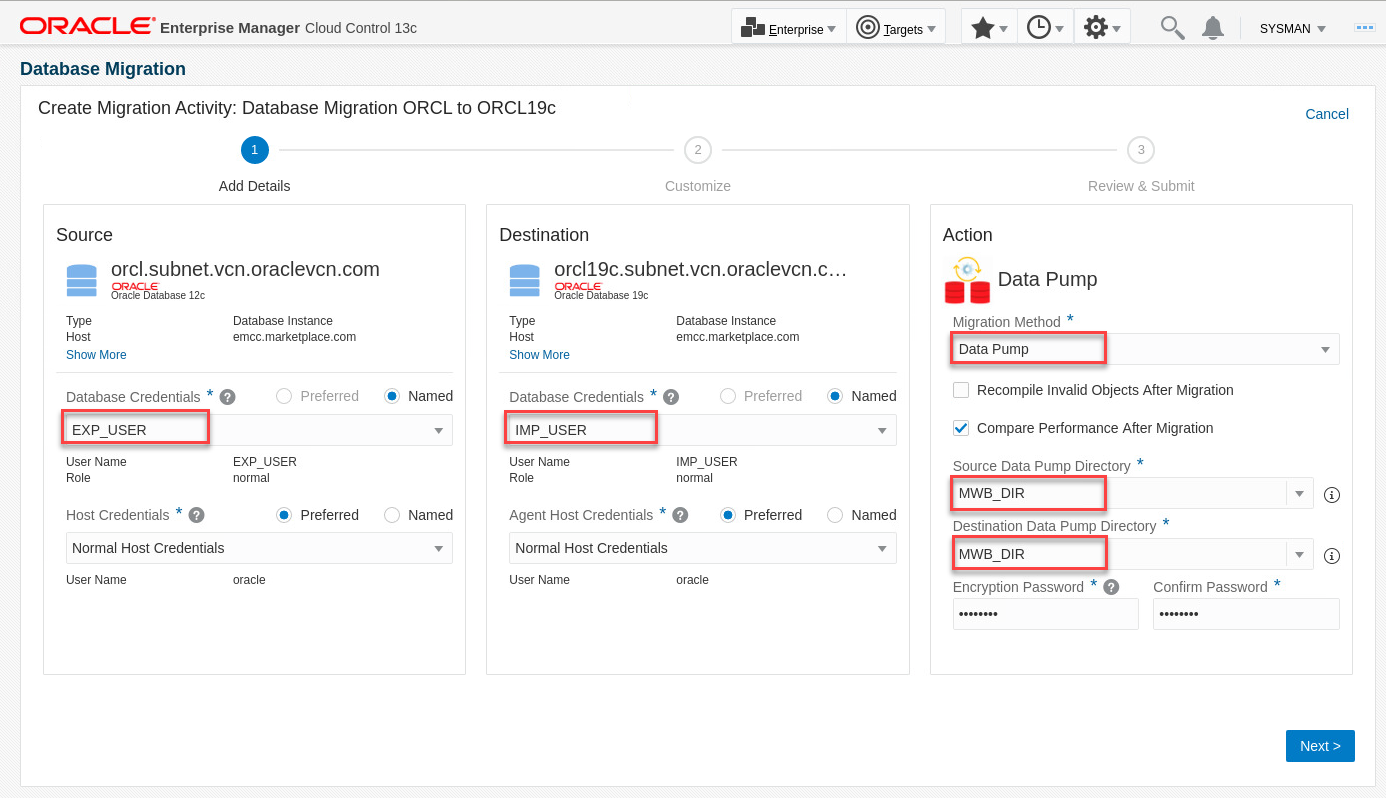 ORACLE® Enterprise Manager Cloud Control 13c
Enterprise
Targets
SYSMAN
Database Migration
Create Migration Activity: Database Migration ORCL to ORCL19c
Cancel
1
2
3
Add Details
Customize
Review & Submit
Source
orcl.subnet.vcn.oraclevcn.com
ORACLE
Oracle Database 12c
Type Database Instance
Host emcc.marketplace.com
Show More
Database Credentials * ? Preferred Named
EXP_USER
User Name EXP_USER
Role normal
Host Credentials * ? Preferred Named
Normal Host Credentials
User Name oracle
Destination
orcl19c.subnet.vcn.oraclevcn.c…
ORACLE
Oracle Database 19c
Type Database Instance
Host emcc.marketplace.com
Show More
Database Credentials * ? Preferred Named
IMP_USER
User Name IMP_USER
Role normal
Agent Host Credentials * ? Preferred Named
Normal Host Credentials
User Name oracle
Action
Data Pump
Migration Method *
Data Pump
Recompile Invalid Objects After Migration
Compare Performance After Migration
Source Data Pump Directory *
MWB_DIR
Destination Data Pump Directory *
MWB_DIR
Encryption Password * ? Confirm Password *
•••••••• ••••••••
Next >